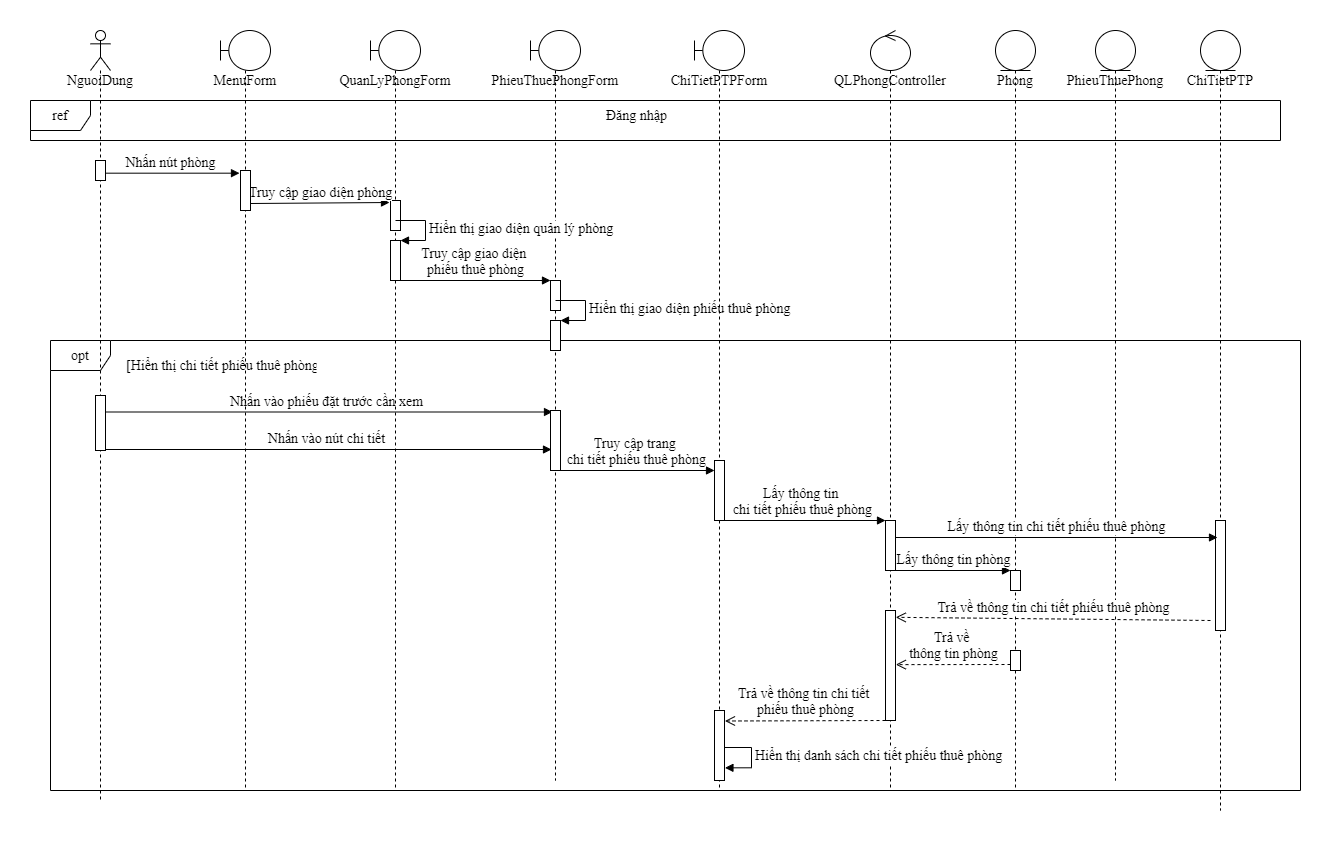 NguoiDung
MenuForm
QuanLyPhongForm
PhieuThuePhongForm
ChiTietPTPForm
QLPhongController
Phong
PhieuThuePhong
ChiTietPTP
ref
Đăng nhập
Nhấn nút phòng
Truy cập giao diện phòng
Hiển thị giao diện quản lý phòng
Truy cập giao diện
phiếu thuê phòng
Hiển thị giao diện phiếu thuê phòng
opt
[Hiển thị chi tiết phiếu thuê phòng
Nhấn vào phiếu đặt trước cần xem
Nhấn vào nút chi tiết
Truy cập trang
chi tiết phiếu thuê phòng
Lấy thông tin
chi tiết phiếu thuê phòng
Lấy thông tin chi tiết phiếu thuê phòng
Lấy thông tin phòng
Trả về thông tin chi tiết phiếu thuê phòng
Trả về
thông tin phòng
Trả về thông tin chi tiết
phiếu thuê phòng
Hiển thị danh sách chi tiết phiếu thuê phòng